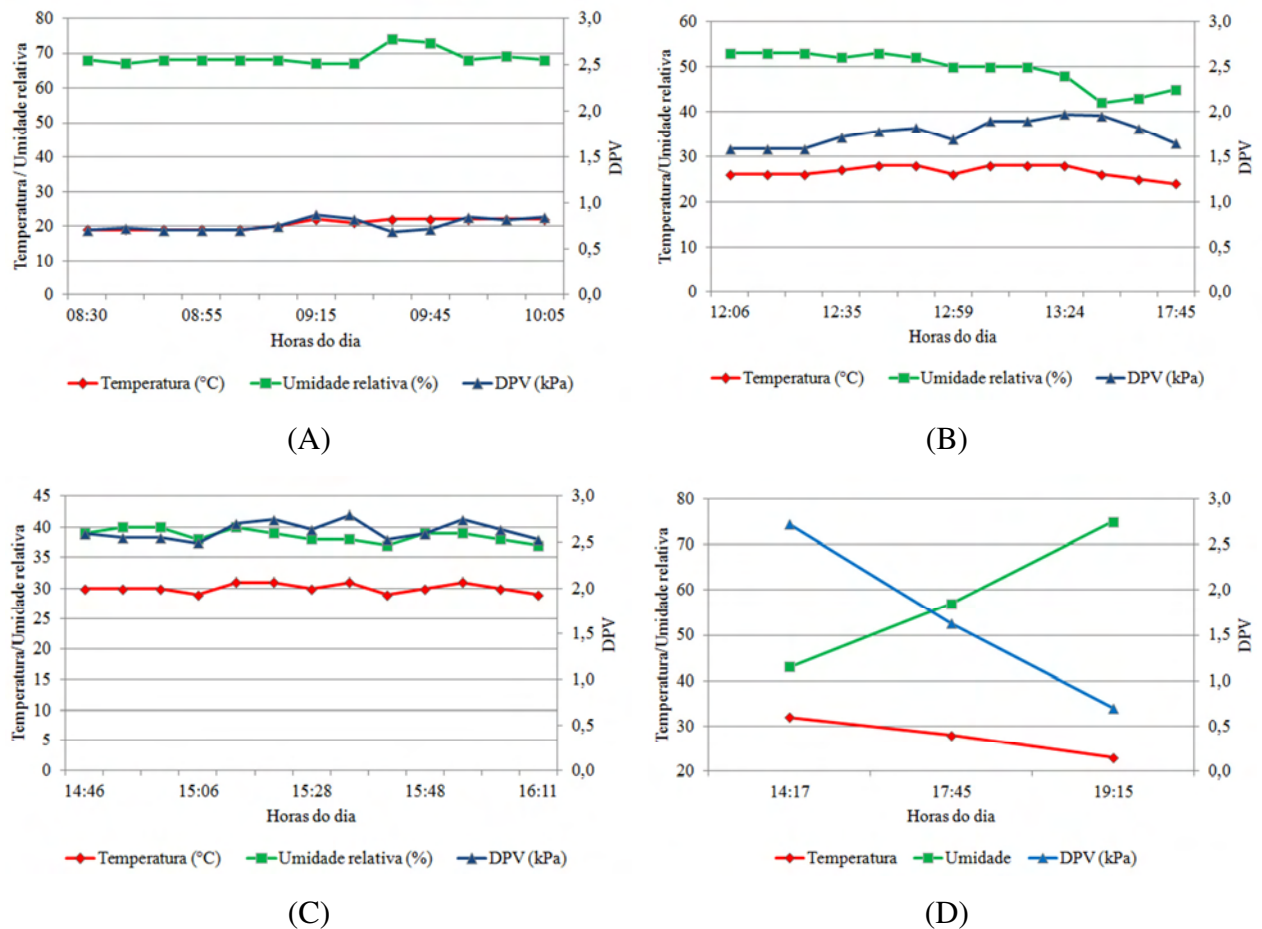 80
70
60
50
40
30
20
10
0
Temperatura / Umidade relativa
3,0
2,5
2,0
1,5
1,0
0,5
0,0
DPV
08:30 08:55 09:15 09:45 10:05
Horas do dia
Temperatura (°C) Umidade relativa (%) DPV (kPa)
(A)
60
50
40
30
20
10
0
Temperatura/Umidade relativa
3,0
2,5
2,0
1,5
1,0
0,5
0,0
DPV
12:06 12:35 12:59 13:24 17:45
Horas do dia
Temperatura (°C) Umidade relativa (%) DPV (kPa)
(B)
45
40
35
30
25
20
15
10
5
0
Temperatura/Umidade relativa
3,0
2,5
2,0
1,5
1,0
0,5
0,0
DPV
14:46 15:06 15:28 15:48 16:11
Horas do dia
Temperatura (°C) Umidade relativa (%) DPV (kPa)
(C)
80
70
60
50
40
30
20
Temperatura/Umidade relativa
3,0
2,5
2,0
1,5
1,0
0,5
0,0
DPV
14:17 17:45 19:15
Horas do dia
Temperatura Umidade DPV (kPa)
(D)